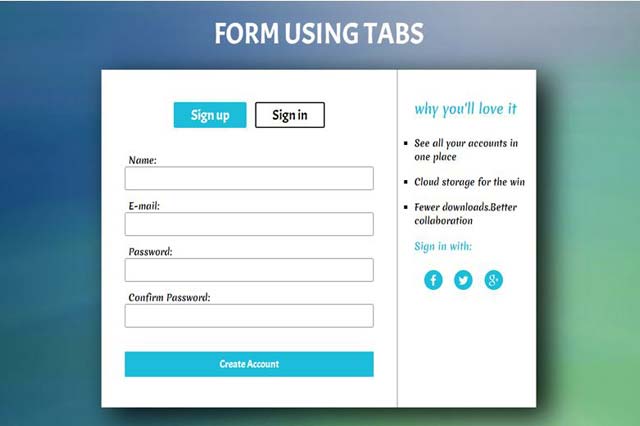 FORM USING TABS
Sign up
Sign in
Name:
E-mail:
Password:
Confirm Password:
Create Account
why you'll love it
See all your accounts in
one place
Cloud storage for the win
Fewer downloads.Better
collaboration
Sign in with: